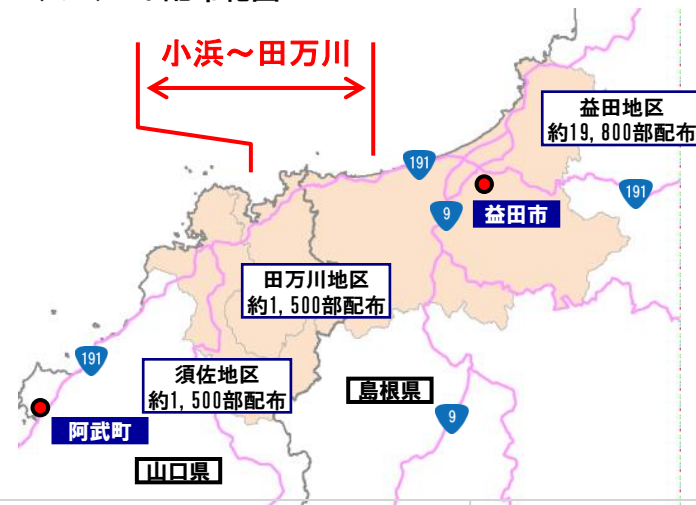 小浜～田万川
益田地区
約19,800部配布
191
191
9
益田市
田万川地区
約1,500部配布
191
須佐地区
約1,500部配布
島根県
9
阿武町
山口県